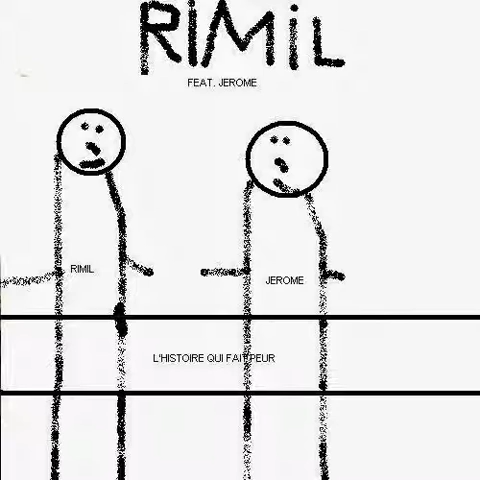 RIMIL
FEAT. JEROME
RIMIL
JEROME
L'HISTOIRE QUI FAIT PEUR